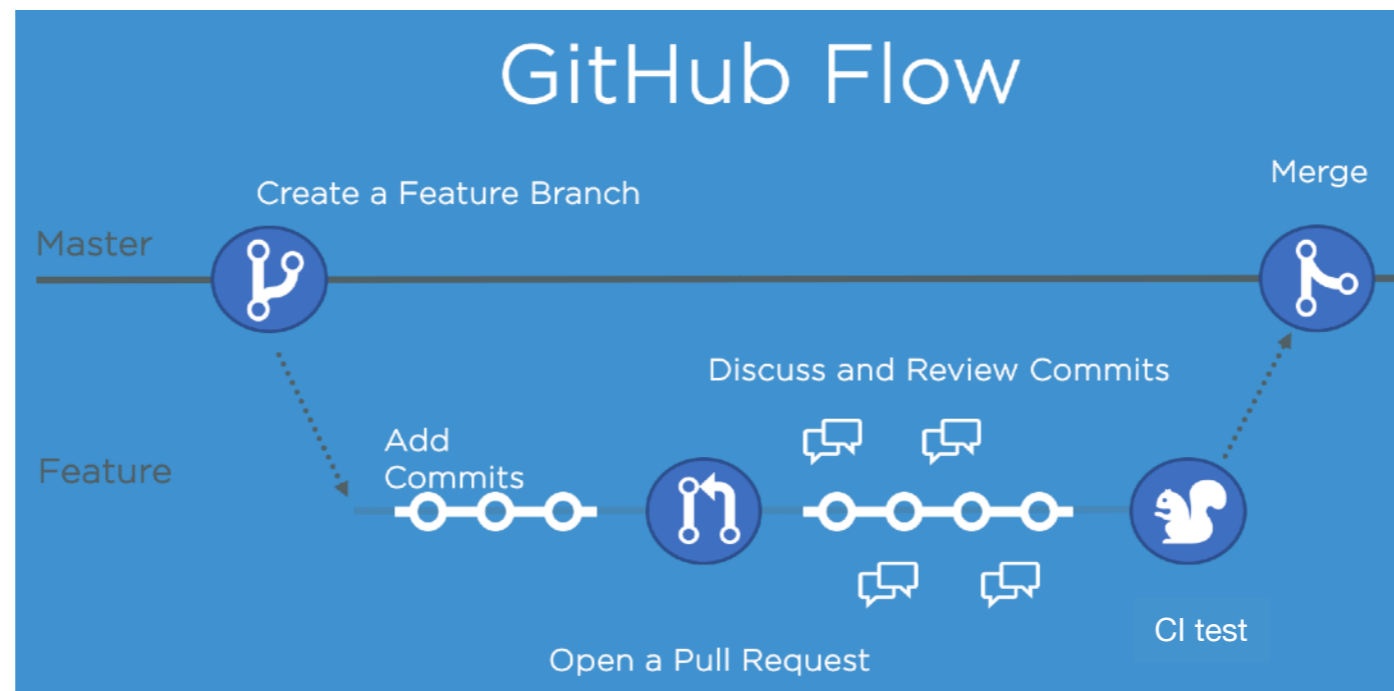 GitHub Flow
Create a Feature Branch
Merge
Master
Discuss and Review Commits
Add
Commits
Feature
CI test
Open a Pull Request